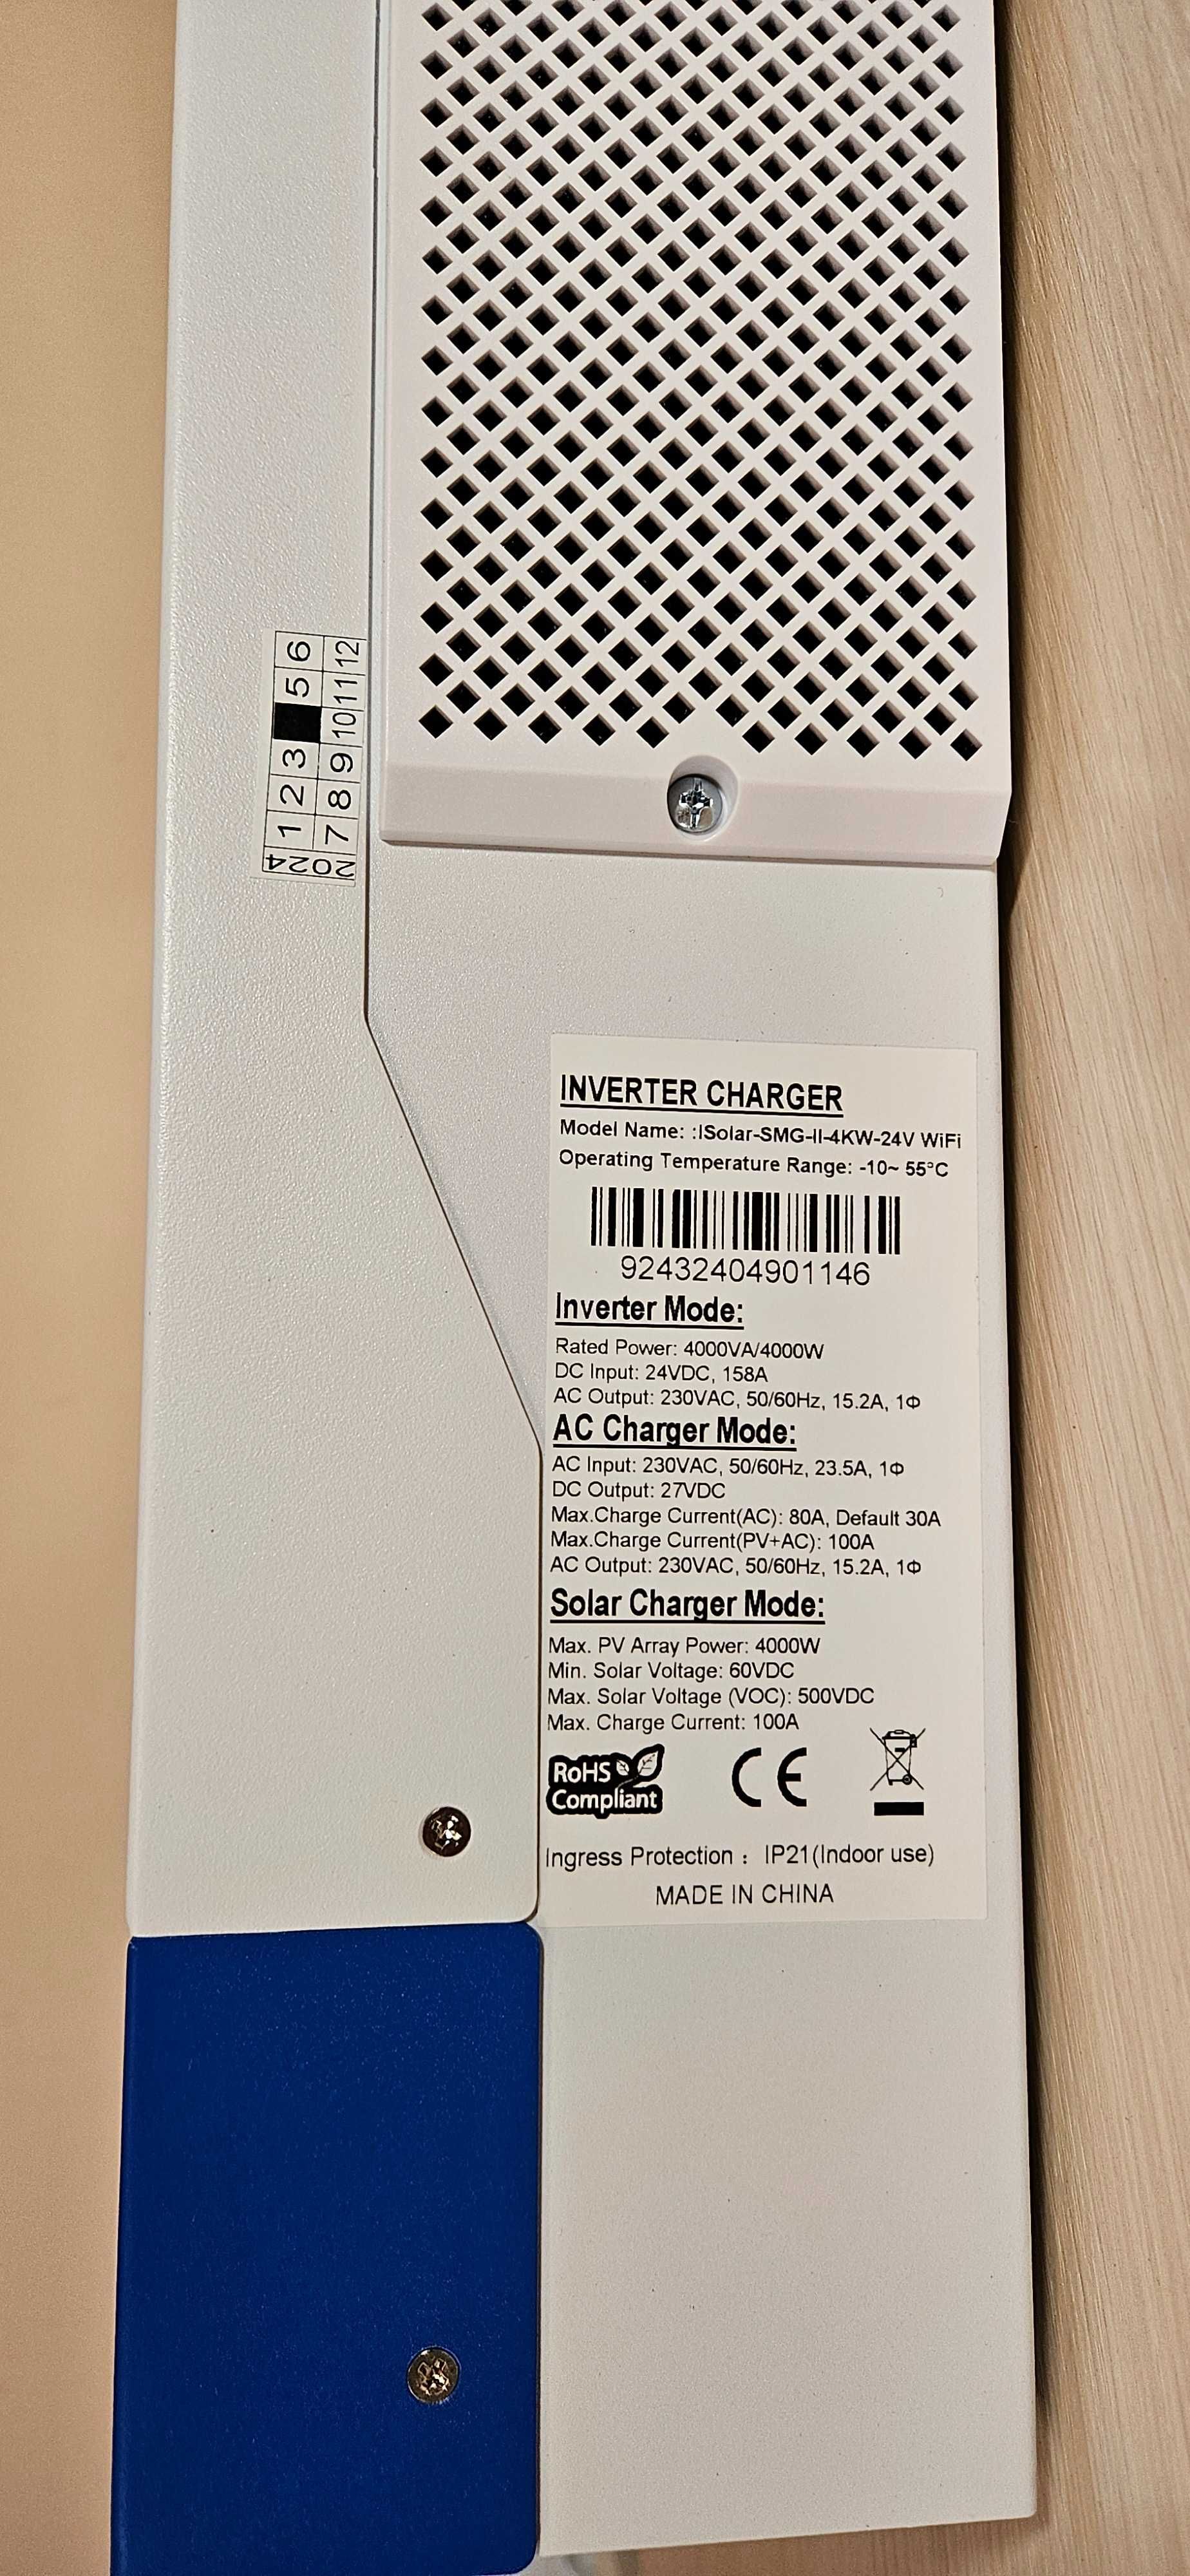 2024
1 2 3 5 6
7 8 9 10 11 12
INVERTER CHARGER
Model Name: :ISolar-SMG-II-4KW-24V WiFi
Operating Temperature Range: -10~ 55°C
92432404901146
Inverter Mode:
Rated Power: 4000VA/4000W
DC Input: 24VDC, 158A
AC Output: 230VAC, 50/60Hz, 15.2A, 1Φ
AC Charger Mode:
AC Input: 230VAC, 50/60Hz, 23.5A, 1Φ
DC Output: 27VDC
Max.Charge Current(AC): 80A, Default 30A
Max.Charge Current(PV+AC): 100A
AC Output: 230VAC, 50/60Hz, 15.2A, 1Φ
Solar Charger Mode:
Max. PV Array Power: 4000W
Min. Solar Voltage: 60VDC
Max. Solar Voltage (VOC): 500VDC
Max. Charge Current: 100A
RoHS
Compliant
CE
Ingress Protection : IP21(Indoor use)
MADE IN CHINA